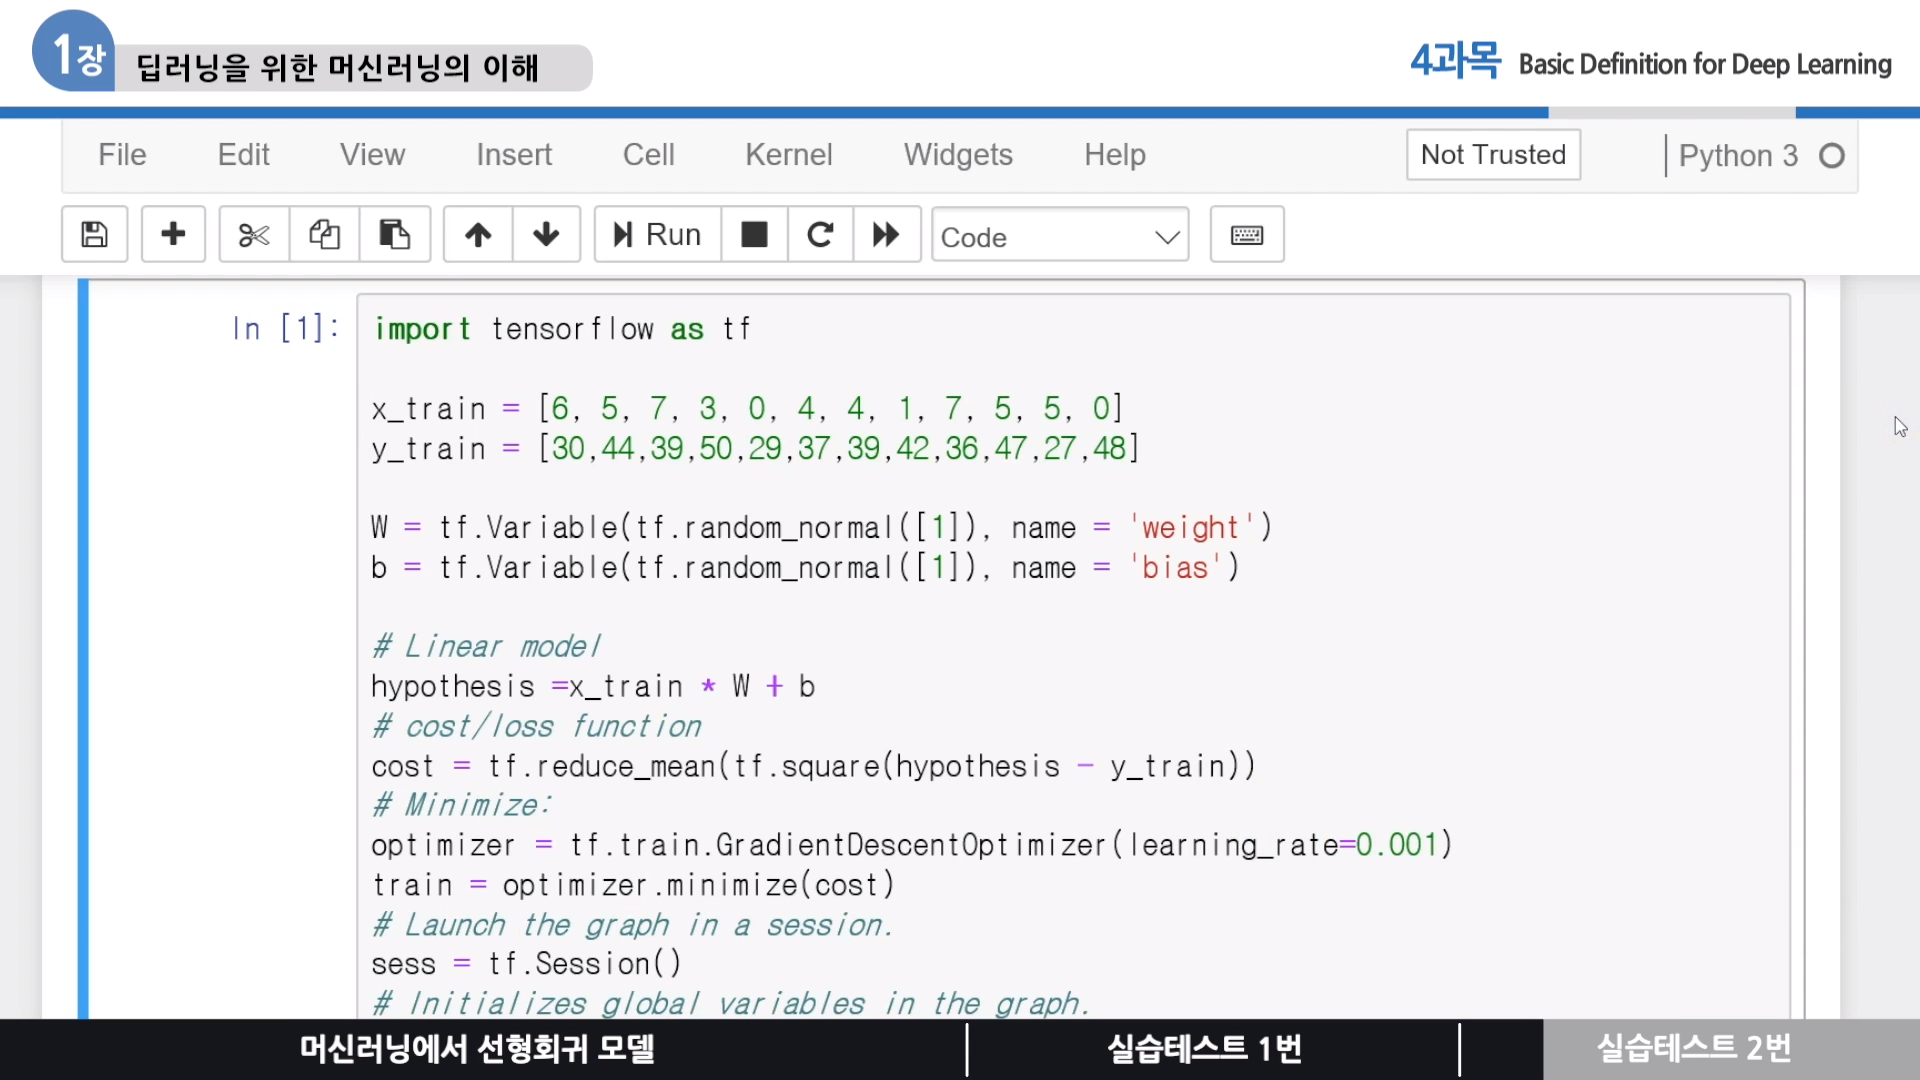 1장 딥러닝을 위한 머신러닝의 이해
4과목 Basic Definition for Deep Learning
File Edit View Insert Cell Kernel Widgets Help Not Trusted Python 3
Run Code
In [1]:
import tensorflow as tf
x_train = [6, 5, 7, 3, 0, 4, 4, 1, 7, 5, 5, 0]
y_train = [30,44,39,50,29,37,39,42,36,47,27,48]
W = tf.Variable(tf.random_normal([1]), name = 'weight')
b = tf.Variable(tf.random_normal([1]), name = 'bias')
# Linear model
hypothesis =x_train * W + b
# cost/loss function
cost = tf.reduce_mean(tf.square(hypothesis - y_train))
# Minimize:
optimizer = tf.train.GradientDescentOptimizer(learning_rate=0.001)
train = optimizer.minimize(cost)
# Launch the graph in a session.
sess = tf.Session()
# Initializes global variables in the graph.
머신러닝에서 선형회귀 모델 실습테스트 1번 실습테스트 2번